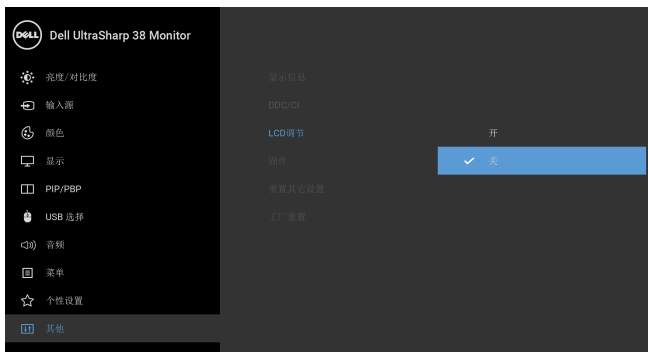 DELL
Dell UltraSharp 38 Monitor
亮度/对比度
输入源
颜色
显示
PIP/PBP
USB 选择
音频
菜单
个性设置
其他
显示信息
DDC/CI
LCD调节
固件
重置其它设置
工厂重置
开
关